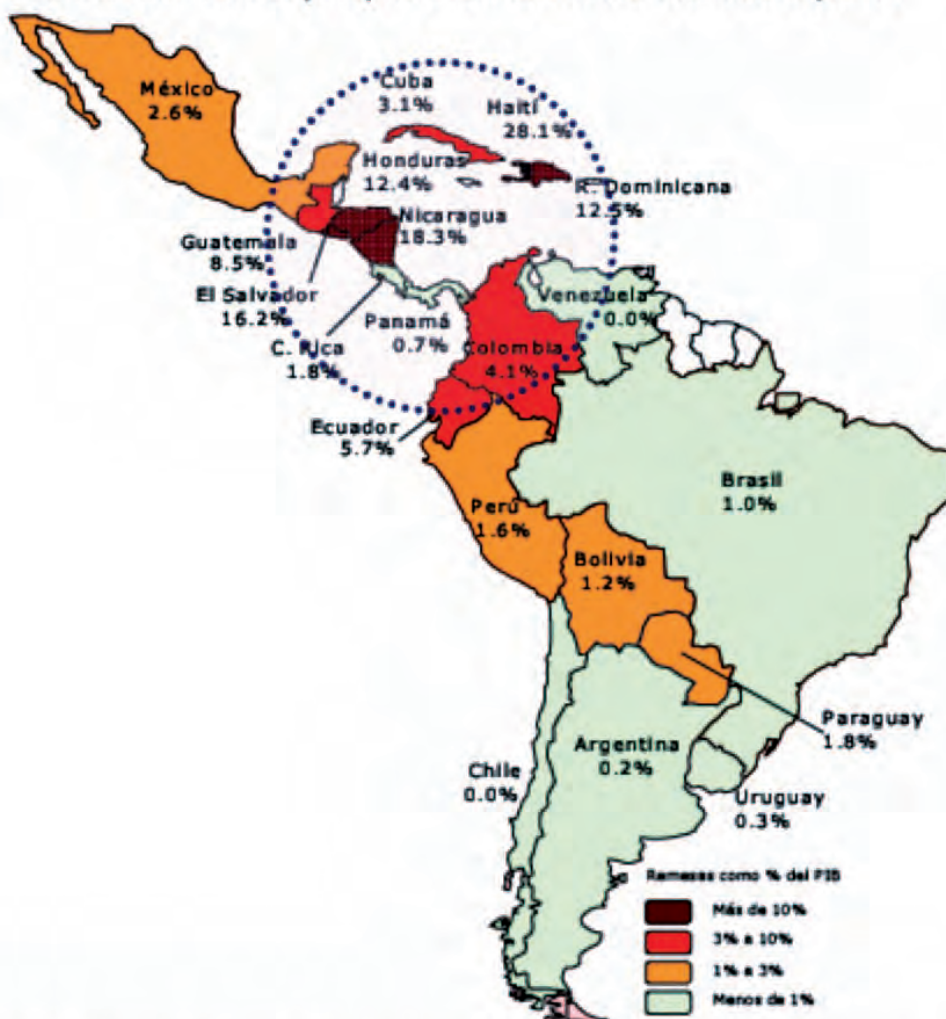 México
2.6%
Cuba
3.1%
Haití
28.1%
Honduras
12.4%
R. Dominicana
12.5%
Nicaragua
18.3%
Guatemala
8.5%
El Salvador
16.2%
C. Rica
1.8%
Panamá
0.7%
Venezuela
0.0%
Colombia
4.1%
Ecuador
5.7%
Perú
1.6%
Brasil
1.0%
Bolivia
1.2%
Paraguay
1.8%
Argentina
0.2%
Chile
0.0%
Uruguay
0.3%
Remesas como % del PIB
Más de 10%
3% a 10%
1% a 3%
Menos de 1%